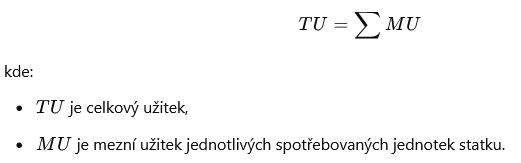 TU = ∑ MU
kde:
• TU je celkový užitek,
• MU je mezní užitek jednotlivých spotřebovaných jednotek statku.